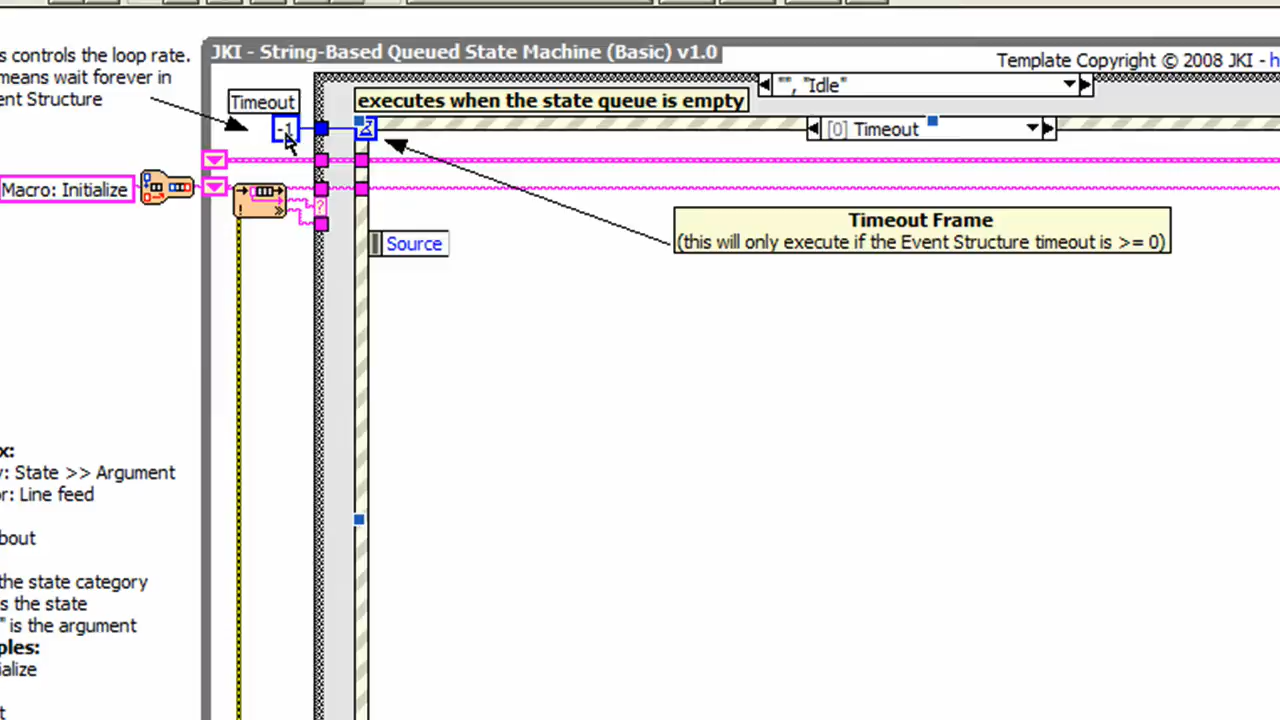 s controls the loop rate.
means wait forever in
ent Structure
JKI - String-Based Queued State Machine (Basic) v1.0
Template Copyright © 2008 JKI - h
"", "Idle"
executes when the state queue is empty
Timeout
-1
[0] Timeout
Macro: Initialize
?
!
Source
Timeout Frame
(this will only execute if the Event Structure timeout is >= 0)
x:
y: State >> Argument
or: Line feed
bout
the state category
s the state
" is the argument
ples:
ialize
t